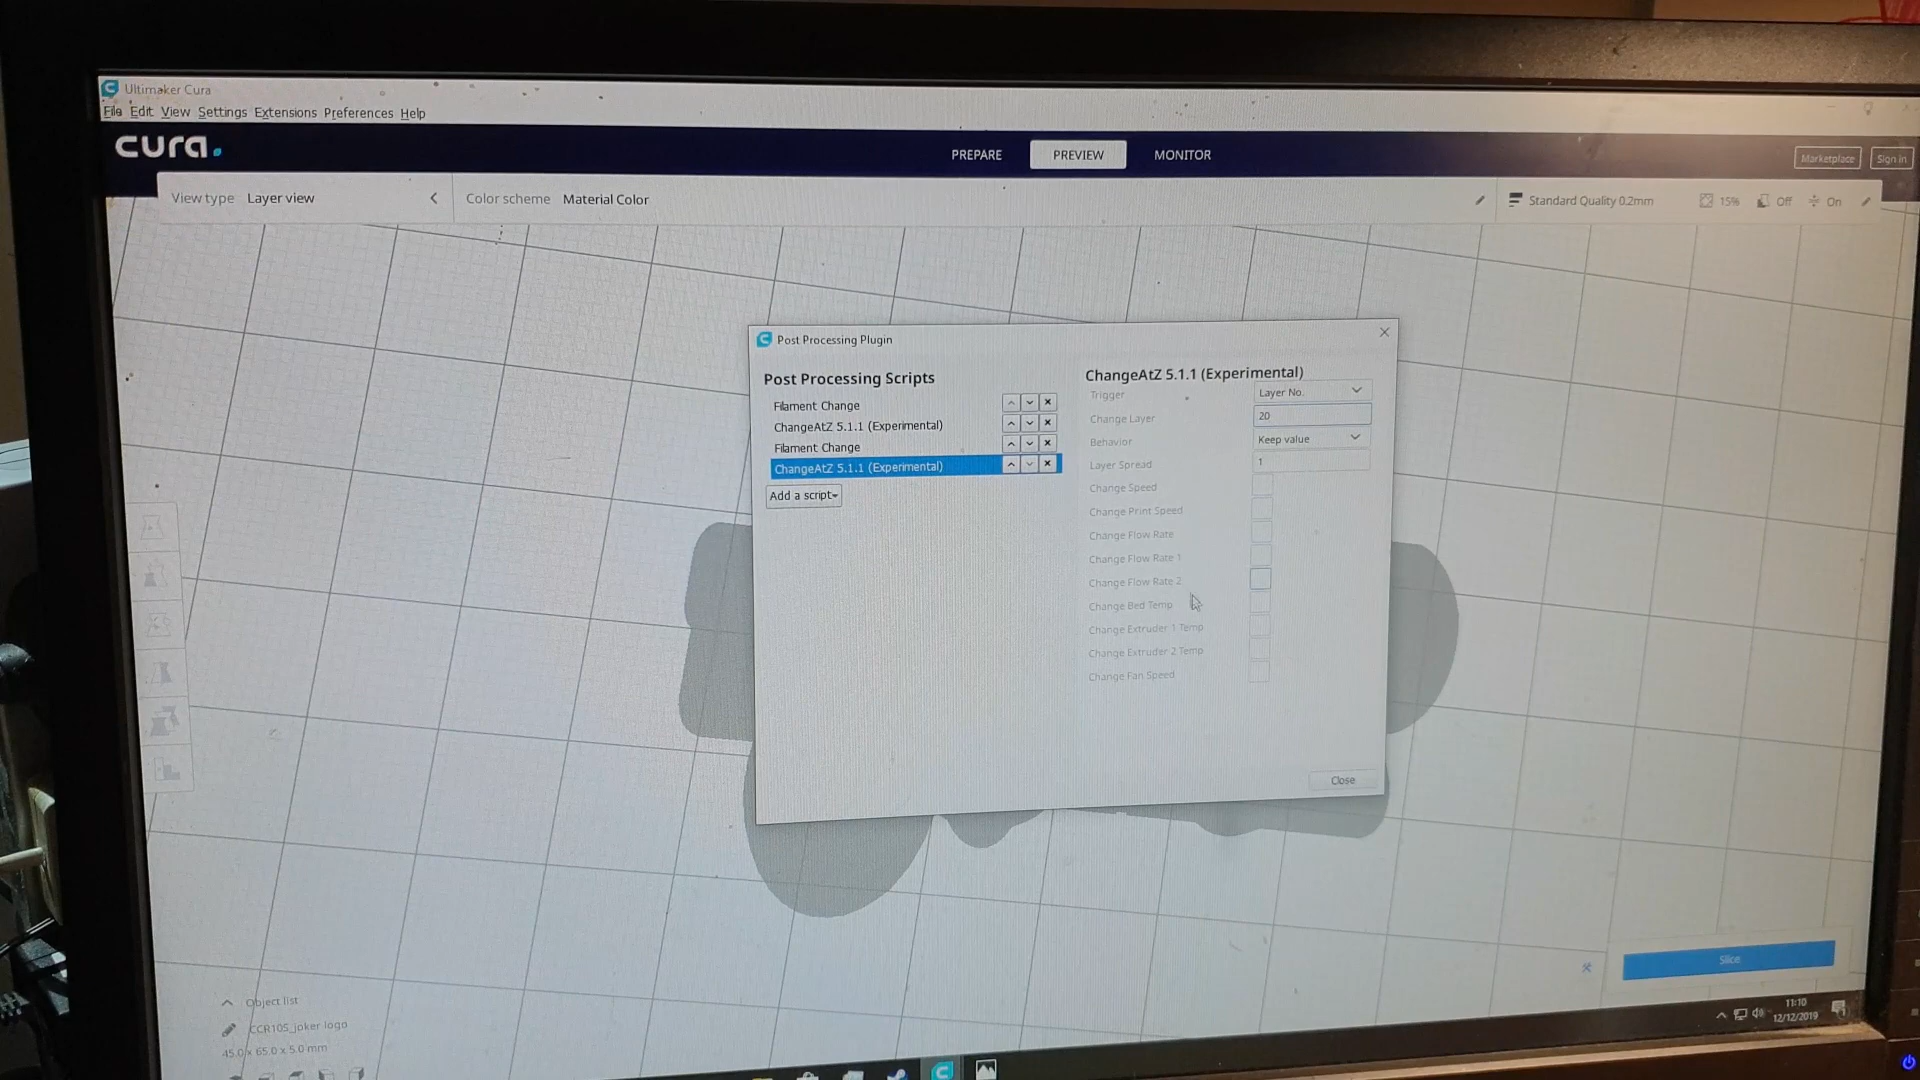 Ultimaker Cura
File Edit View Settings Extensions Preferences Help
cura.
PREPARE PREVIEW MONITOR
Marketplace Sign in
View type Layer view
Color scheme Material Color
Standard Quality 0.2mm 15% Off On
Post Processing Plugin
Post Processing Scripts
Filament Change
ChangeAtZ 5.1.1 (Experimental)
Filament Change
ChangeAtZ 5.1.1 (Experimental)
Add a script
ChangeAtZ 5.1.1 (Experimental)
Trigger Layer No.
Change Layer 20
Behavior Keep value
Layer Spread 1
Change Speed
Change Print Speed
Change Flow Rate
Change Flow Rate 1
Change Flow Rate 2
Change Bed Temp
Change Extruder 1 Temp
Change Extruder 2 Temp
Change Fan Speed
Close
Slice
Object list
CCR105_joker logo
45.0 x 65.0 x 5.0 mm
11:10
12/12/2019